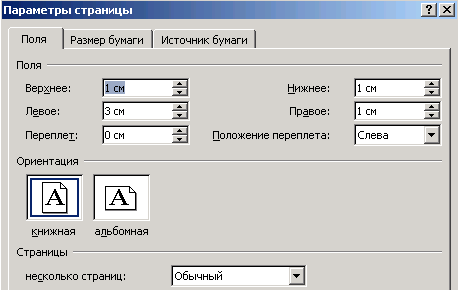 Параметры страницы
Поля Размер бумаги Источник бумаги
Поля
Верхнее: 1 см Нижнее: 1 см
Левое: 3 см Правое: 1 см
Переплет: 0 см Положение переплета: Слева
Ориентация
A A
книжная альбомная
Страницы
несколько страниц: Обычный